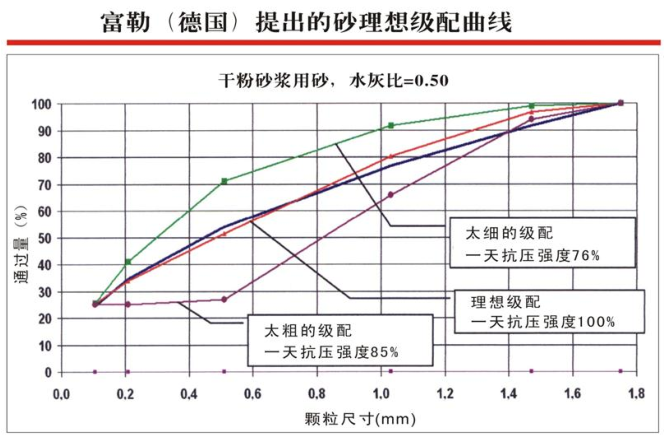 富勒（德国）提出的砂理想级配曲线
干粉砂浆用砂，水灰比=0.50
通过量（%）
100
90
80
70
60
50
40
30
20
10
0
太细的级配
一天抗压强度76%
理想级配
一天抗压强度100%
太粗的级配
一天抗压强度85%
0,0 0,2 0,4 0,6 0,8 1,0 1,2 1,4 1,6 1,8
颗粒尺寸(mm)